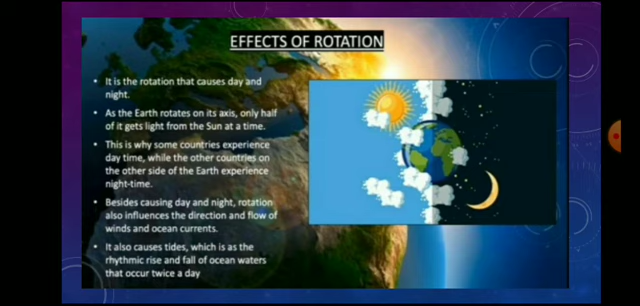 EFFECTS OF ROTATION
• It is the rotation that causes day and
night.
• As the Earth rotates on its axis, only half
of it gets light from the Sun at a time.
• This is why some countries experience
day time, while the other countries on
the other side of the Earth experience
night-time.
• Besides causing day and night, rotation
also influences the direction and flow of
winds and ocean currents.
• It also causes tides, which is as the
rhythmic rise and fall of ocean waters
that occur twice a day